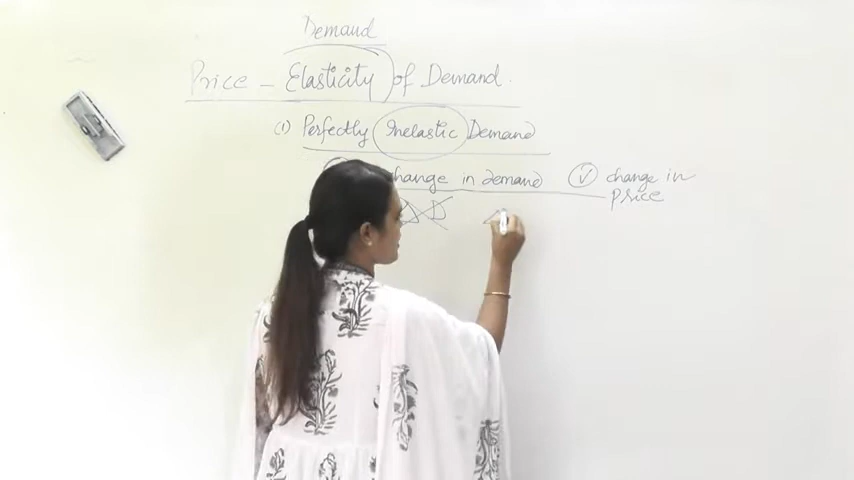 Demand
Price - Elasticity of Demand.
(1) Perfectly Inelastic Demand
change in demand ✓ change in
price
Δ D Δ